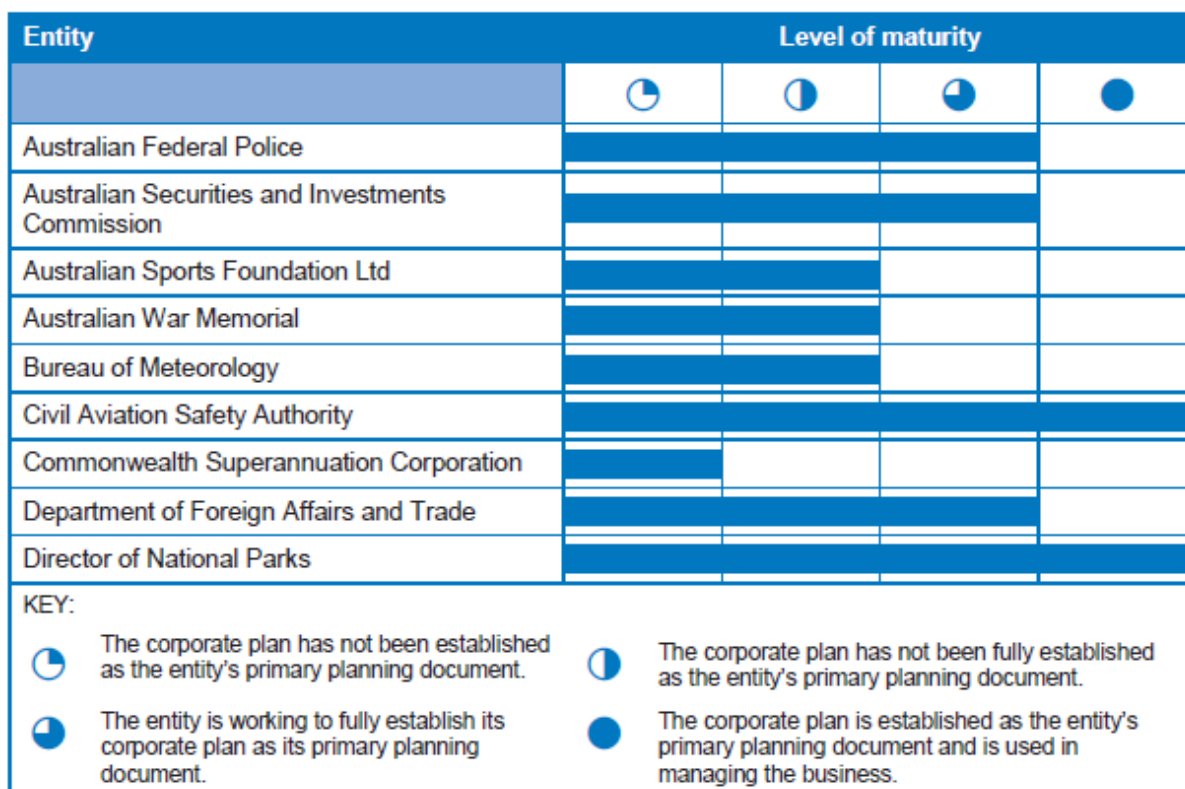 Entity Level of maturity
Australian Federal Police
Australian Securities and Investments
Commission
Australian Sports Foundation Ltd
Australian War Memorial
Bureau of Meteorology
Civil Aviation Safety Authority
Commonwealth Superannuation Corporation
Department of Foreign Affairs and Trade
Director of National Parks
KEY:
The corporate plan has not been established
as the entity's primary planning document.
The corporate plan has not been fully established
as the entity's primary planning document.
The entity is working to fully establish its
corporate plan as its primary planning
document.
The corporate plan is established as the entity's
primary planning document and is used in
managing the business.